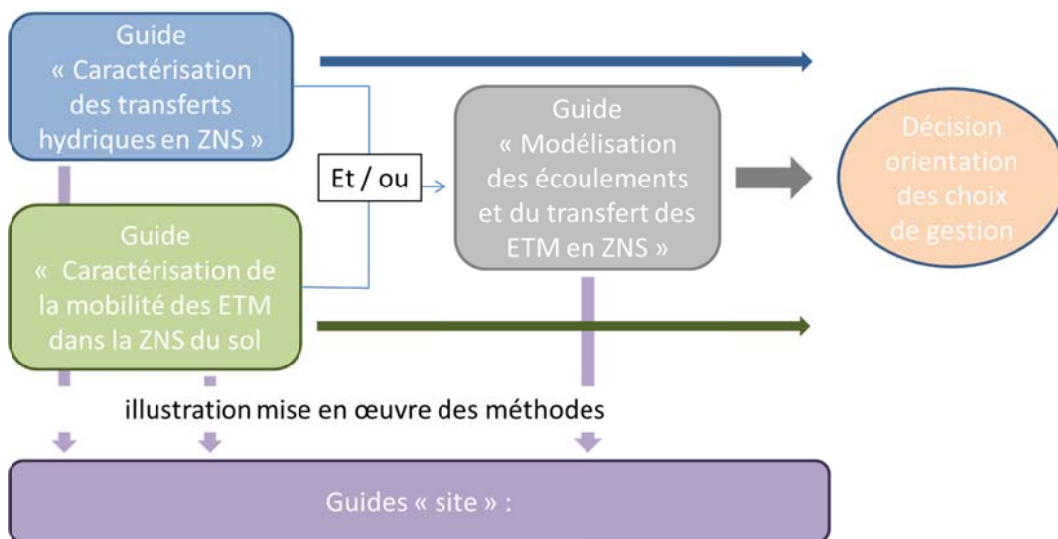 Guide
« Caractérisation
des transferts
hydriques en ZNS »
Guide
« Caractérisation de
la mobilité des ETM
dans la ZNS du sol
Et / ou
Guide
« Modélisation
des écoulements
et du transfert des
ETM en ZNS »
Décision
orientation
des choix
de gestion
illustration mise en œuvre des méthodes
Guides « site » :